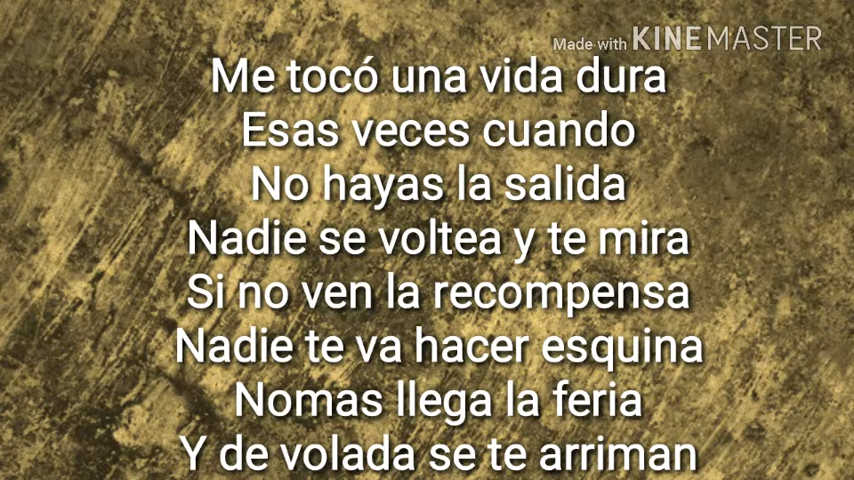 Made with KINEMASTER
Me tocó una vida dura
Esas veces cuando
No hayas la salida
Nadie se voltea y te mira
Si no ven la recompensa
Nadie te va hacer esquina
Nomas llega la feria
Y de volada se te arriman